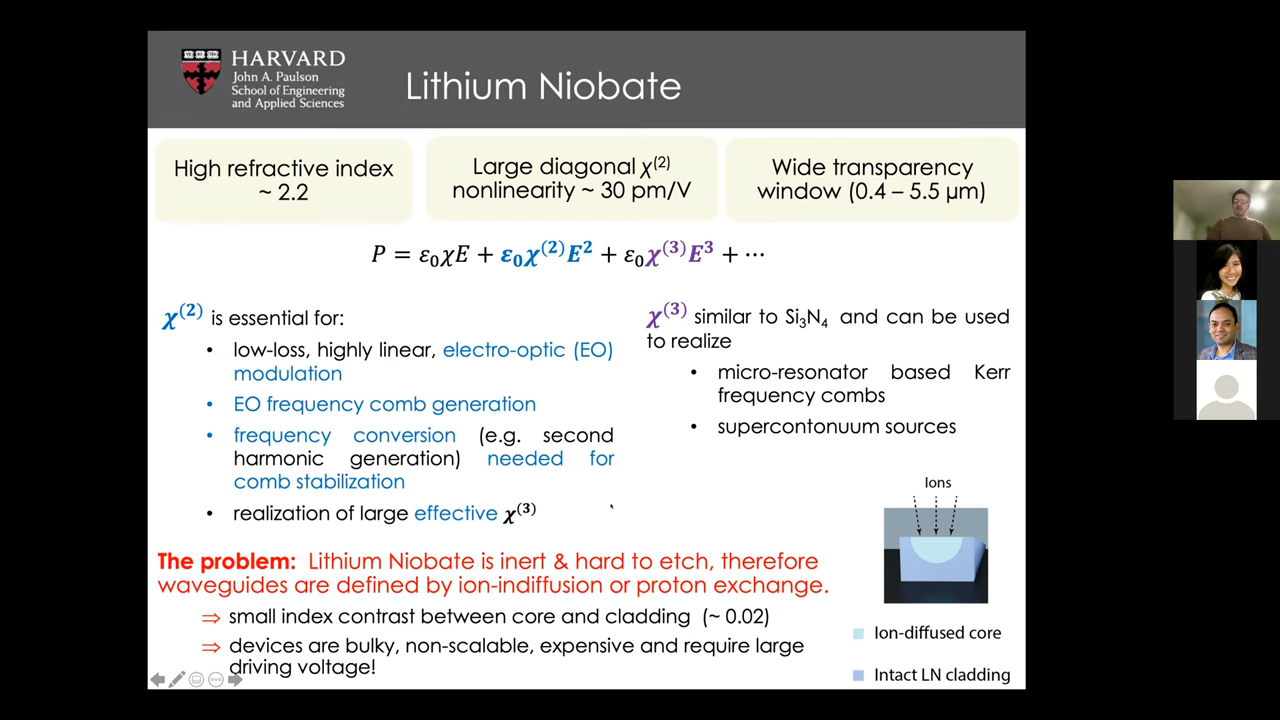 HARVARD
John A. Paulson
School of Engineering
and Applied Sciences
Lithium Niobate
High refractive index
~ 2.2
Large diagonal χ⁽²⁾
nonlinearity ~ 30 pm/V
Wide transparency
window (0.4 – 5.5 µm)
P = ε₀χE + ε₀χ⁽²⁾E² + ε₀χ⁽³⁾E³ + ⋯
χ⁽²⁾ is essential for:
• low-loss, highly linear, electro-optic (EO)
modulation
• EO frequency comb generation
• frequency conversion (e.g. second
harmonic generation) needed for
comb stabilization
• realization of large effective χ⁽³⁾
χ⁽³⁾ similar to Si₃N₄ and can be used
to realize
• micro-resonator based Kerr
frequency combs
• supercontonuum sources
Ions
The problem: Lithium Niobate is inert & hard to etch, therefore
waveguides are defined by ion-indiffusion or proton exchange.
⇒ small index contrast between core and cladding (~ 0.02)
⇒ devices are bulky, non-scalable, expensive and require large
driving voltage!
Ion-diffused core
Intact LN cladding